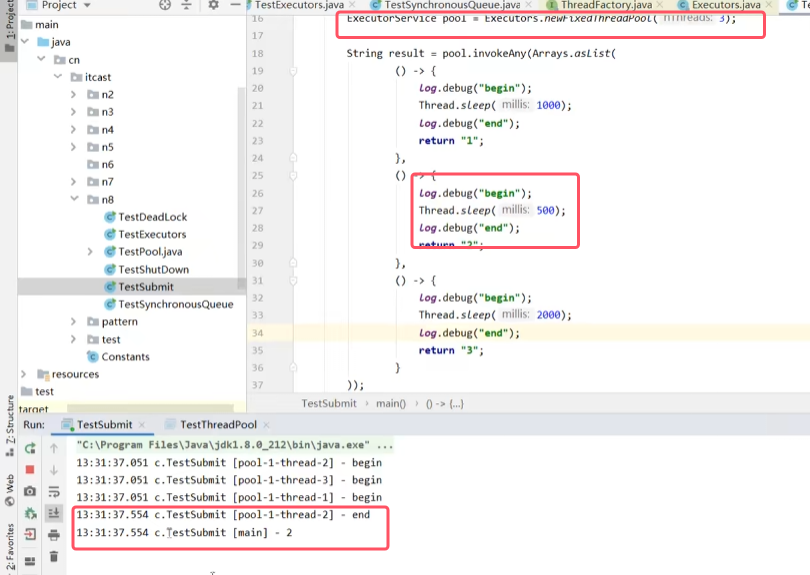 1: Project
Project
main
java
cn
itcast
n2
n3
n4
n5
n6
n7
n8
TestDeadLock
TestExecutors
TestPool.java
TestShutDown
TestSubmit
TestSynchronousQueue
pattern
test
Constants
resources
test
target
TestExecutors.java
TestSynchronousQueue.java
ThreadFactory.java
Executors.java
16 ExecutorService pool = Executors.newFixedThreadPool( nThreads: 3);
17
18 String result = pool.invokeAny(Arrays.asList(
19 () -> {
20 log.debug("begin");
21 Thread.sleep( millis: 1000);
22 log.debug("end");
23 return "1";
24 },
25 () -> {
26 log.debug("begin");
27 Thread.sleep( millis: 500);
28 log.debug("end");
29 return "2";
30 },
31 () -> {
32 log.debug("begin");
33 Thread.sleep( millis: 2000);
34 log.debug("end");
35 return "3";
36 }
37 ));
TestSubmit › main() › () -> {...}
Z: Structure
Web
2: Favorites
Run: TestSubmit TestThreadPool
"C:\Program Files\Java\jdk1.8.0_212\bin\java.exe" ...
13:31:37.051 c.TestSubmit [pool-1-thread-2] - begin
13:31:37.051 c.TestSubmit [pool-1-thread-3] - begin
13:31:37.051 c.TestSubmit [pool-1-thread-1] - begin
13:31:37.554 c.TestSubmit [pool-1-thread-2] - end
13:31:37.554 c.TestSubmit [main] - 2